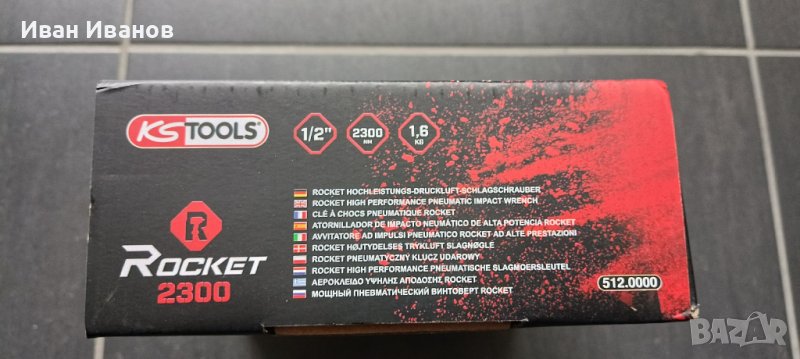 Иван Иванов
KSTOOLS
1/2"
2300
NM
1,6
KG
ROCKET HOCHLEISTUNGS-DRUCKLUFT-SCHLAGSCHRAUBER
ROCKET HIGH PERFORMANCE PNEUMATIC IMPACT WRENCH
CLÉ À CHOCS PNEUMATIQUE ROCKET
ATORNILLADOR DE IMPACTO NEUMÁTICO DE ALTA POTENCIA ROCKET
AVVITATORE AD IMPULSI PNEUMATICO ROCKET AD ALTE PRESTAZIONI
ROCKET HØJTYDELSES TRYKLUFT SLAGNØGLE
ROCKET PNEUMATYCZNY KLUCZ UDAROWY
ROCKET HIGH PERFORMANCE PNEUMATISCHE SLAGMOERSLEUTEL
ΑΕΡΟΚΛΕΙΔΟ ΥΨΗΛΗΣ ΑΠΟΔΟΣΗΣ ROCKET
МОЩНЫЙ ПНЕВМАТИЧЕСКИЙ ВИНТОВЕРТ ROCKET
ROCKET
2300
512.0000
BAZAR